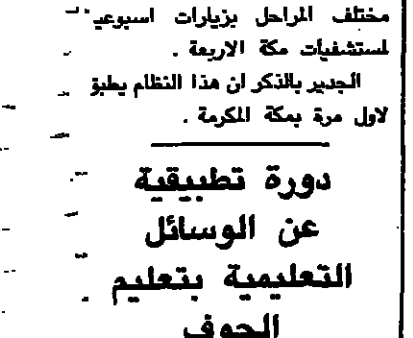 مختلف المراحل بزيارات اسبوعية
لمستشفيات مكة الاربعة .
الجدير بالذكر ان هذا النظام يطبق
لاول مرة بمكة المكرمة .
دورة تطبيقية
عن الوسائل
التعليمية بتعليم
الجوف